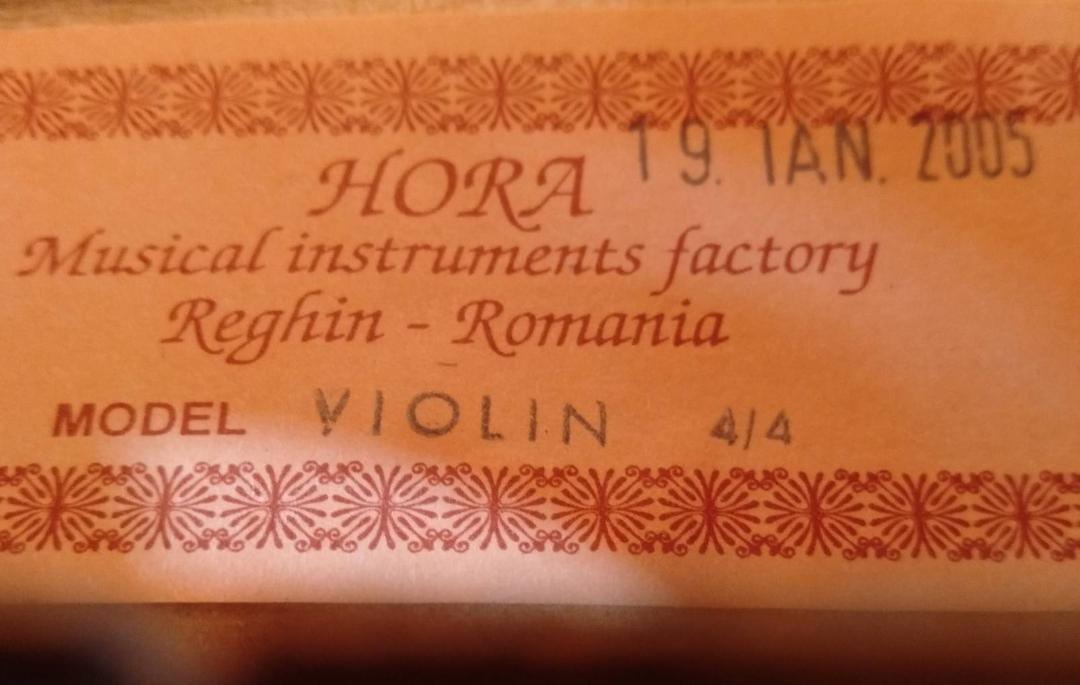 19. IAN. 2005
HORA
Musical instruments factory
Reghin - Romania
MODEL VIOLIN 4/4